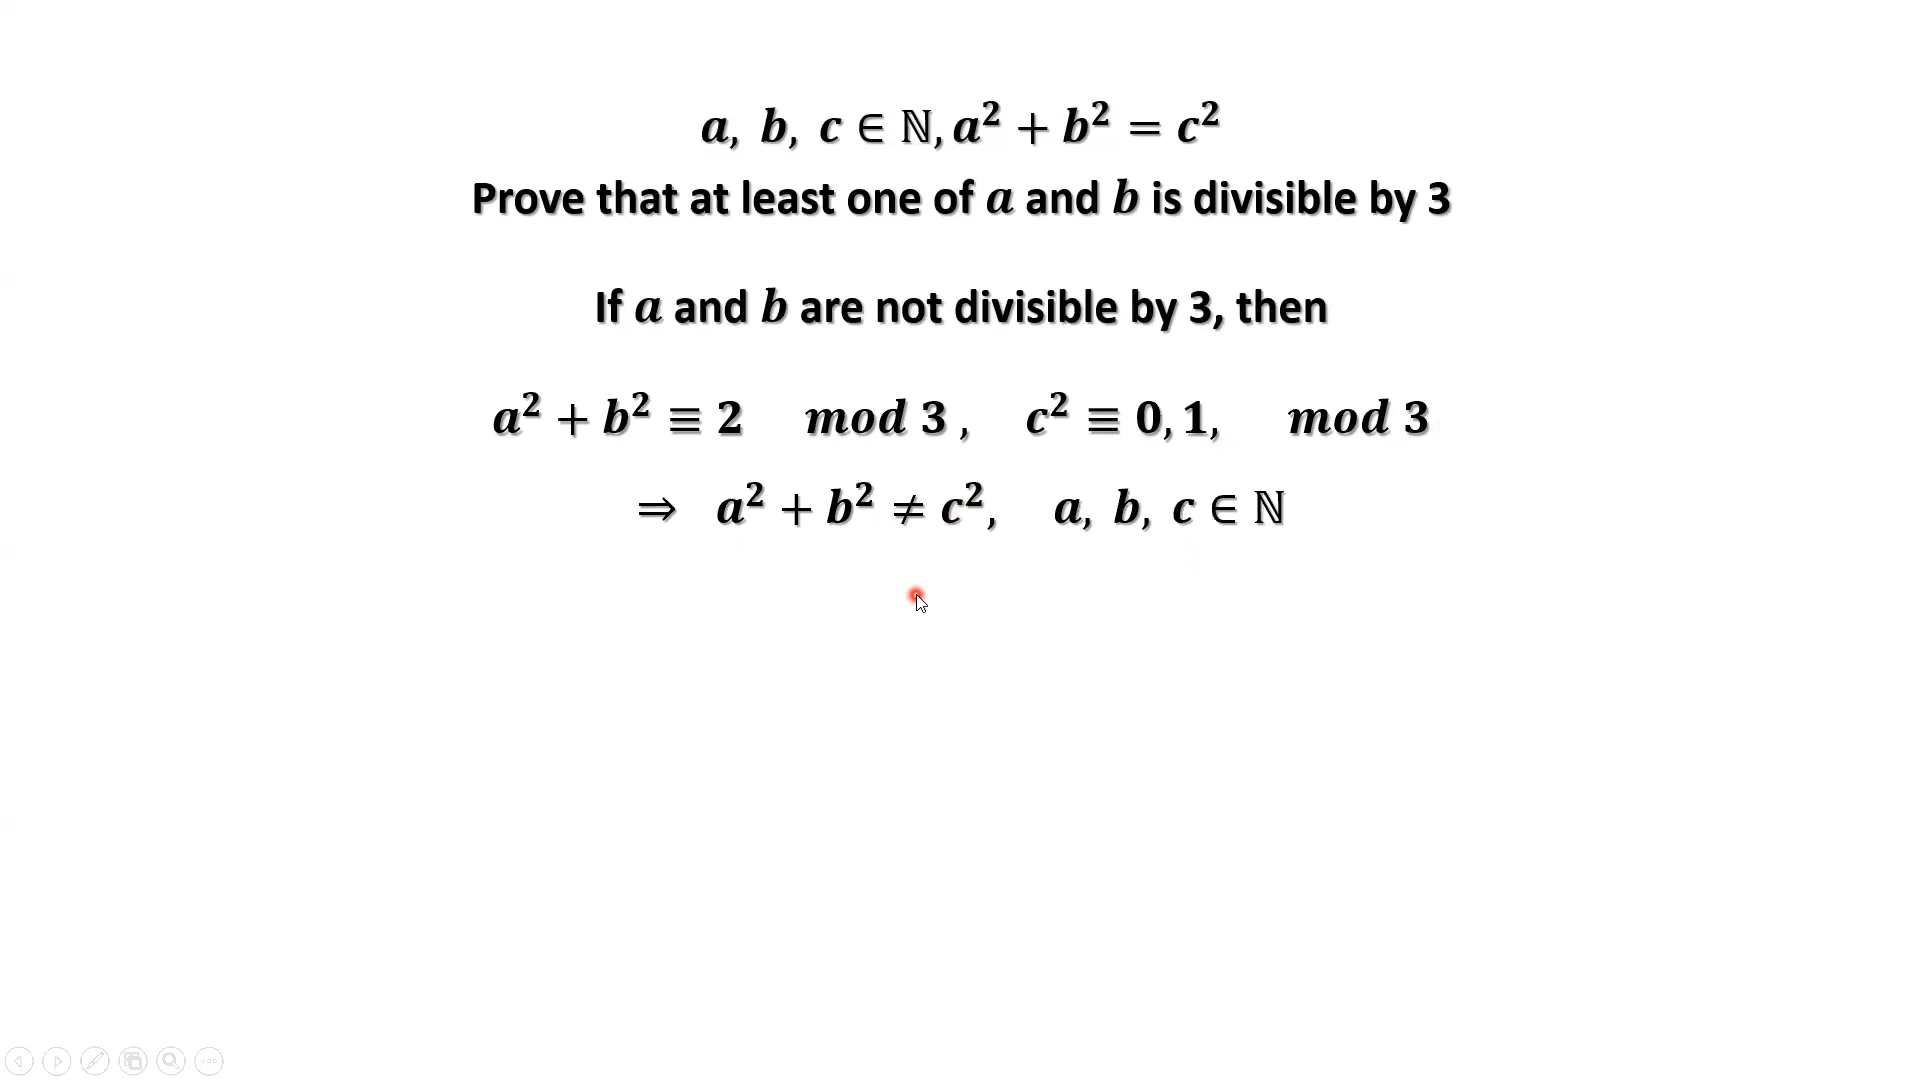 a, b, c ∈ ℕ, a² + b² = c²
Prove that at least one of a and b is divisible by 3
If a and b are not divisible by 3, then
a² + b² ≡ 2 mod 3 , c² ≡ 0, 1, mod 3
⇒ a² + b² ≠ c², a, b, c ∈ ℕ